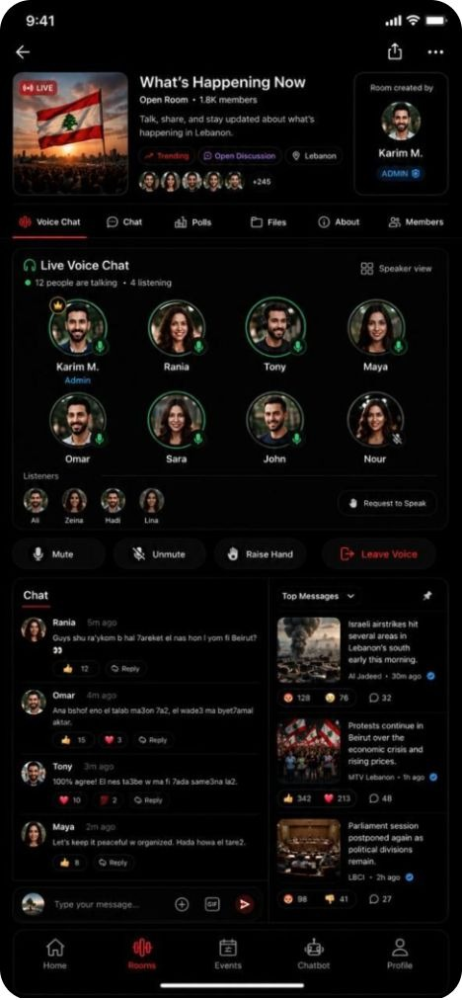 9:41
LIVE
What's Happening Now
Open Room • 1.8K members
Talk, share, and stay updated about what's
happening in Lebanon.
Trending
Open Discussion
Lebanon
+245
Room created by
Karim M.
ADMIN
Voice Chat
Chat
Polls
Files
About
Members
Live Voice Chat
12 people are talking • 4 listening
Speaker view
Karim M.
Admin
Rania
Tony
Maya
Omar
Sara
John
Nour
Listeners
Ali
Zeina
Hadi
Lina
Request to Speak
Mute
Unmute
Raise Hand
Leave Voice
Chat
Rania 5m ago
Guys shu ra'ykom b hal 7areket el nas hon l yom fi Beirut?
👀
👍 12
Reply
Omar 4m ago
Ana bshof eno el talab ma3on 7a2, el wade3 ma byet7amal
aktar.
👍 15
❤️ 3
Reply
Tony 3m ago
100% agree! El nes ta3be w ma fi 7ada same3na la2.
❤️ 10
💯 2
Reply
Maya 2m ago
Let's keep it peaceful w organized. Hada howa el tare2.
👍 8
Reply
Type your message...
GIF
Top Messages
Israeli airstrikes hit
several areas in
Lebanon's south
early this morning.
Al Jadeed • 30m ago
😡 128
😢 76
32
Protests continue in
Beirut over the
economic crisis and
rising prices.
MTV Lebanon • 1h ago
👍 342
❤️ 213
48
Parliament session
postponed again as
political divisions
remain.
LBCI • 2h ago
😡 98
👎 41
27
Home
Rooms
Events
Chatbot
Profile